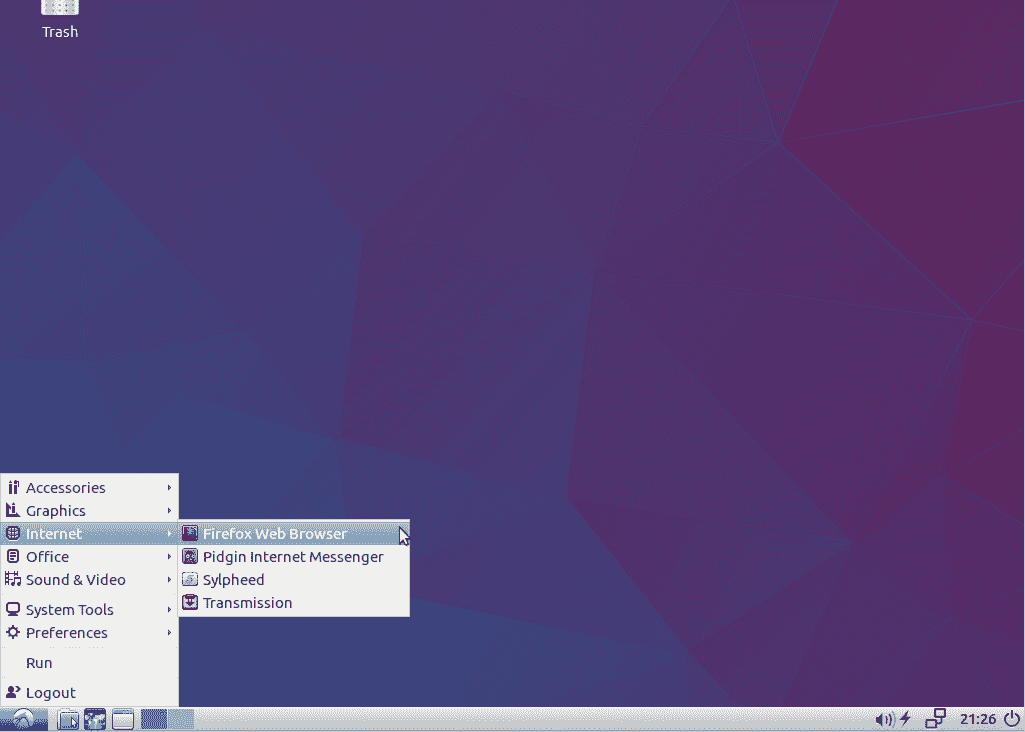 Trash
Accessories
Graphics
Internet
Office
Sound & Video
System Tools
Preferences
Run
Logout
Firefox Web Browser
Pidgin Internet Messenger
Sylpheed
Transmission
21:26